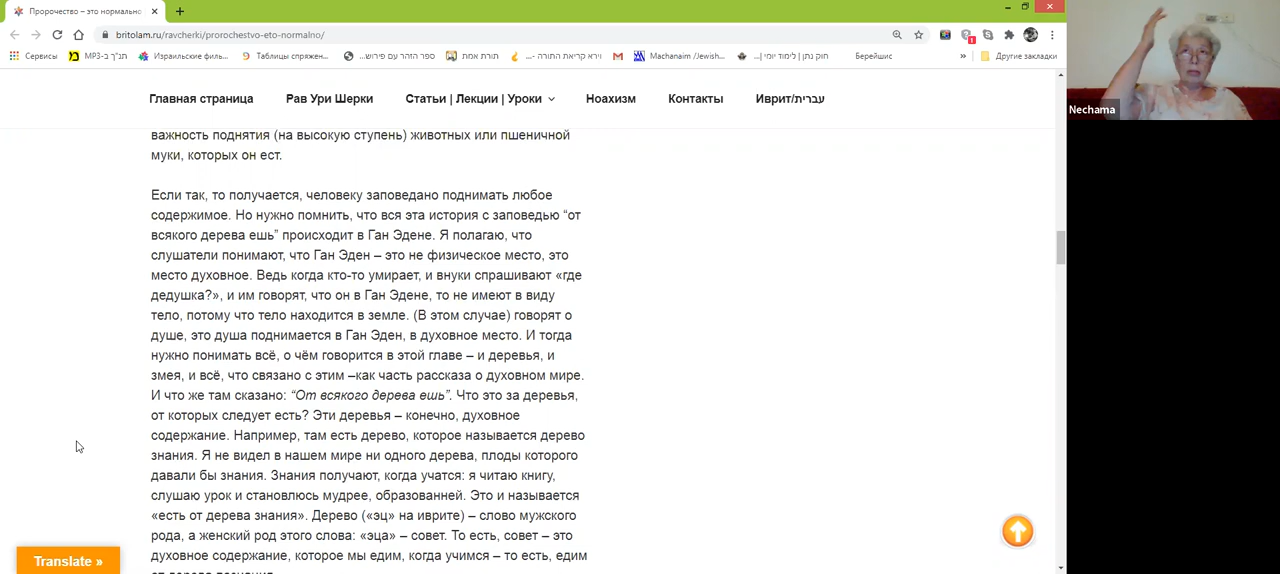 Пророчество – это нормально
britolam.ru/ravcherki/prorochestvo-eto-normalno/
Сервисы
תנ"ך ב-MP3
Израильские филь...
Таблицы спряжен...
ספר הזהר עם פירוש...
תורת אמת
וירא קריאת התורה -...
Machanaim /Jewish...
חוק נתן | לימוד יומי |...
Берейшис
»
Другие закладки
Главная страница
Рав Ури Шерки
Статьи | Лекции | Уроки
Ноахизм
Контакты
Иврит/עברית
Nechama
важность поднятия (на высокую ступень) животных или пшеничной
муки, которых он ест.
Если так, то получается, человеку заповедано поднимать любое
содержимое. Но нужно помнить, что вся эта история с заповедью “от
всякого дерева ешь” происходит в Ган Эдене. Я полагаю, что
слушатели понимают, что Ган Эден – это не физическое место, это
место духовное. Ведь когда кто-то умирает, и внуки спрашивают «где
дедушка?», и им говорят, что он в Ган Эдене, то не имеют в виду
тело, потому что тело находится в земле. (В этом случае) говорят о
душе, это душа поднимается в Ган Эден, в духовное место. И тогда
нужно понимать всё, о чём говорится в этой главе – и деревья, и
змея, и всё, что связано с этим –как часть рассказа о духовном мире.
И что же там сказано: “От всякого дерева ешь”. Что это за деревья,
от которых следует есть? Эти деревья – конечно, духовное
содержание. Например, там есть дерево, которое называется дерево
знания. Я не видел в нашем мире ни одного дерева, плоды которого
давали бы знания. Знания получают, когда учатся: я читаю книгу,
слушаю урок и становлюсь мудрее, образованней. Это и называется
«есть от дерева знания». Дерево («эц» на иврите) – слово мужского
рода, а женский род этого слова: «эца» – совет. То есть, совет – это
духовное содержание, которое мы едим, когда учимся – то есть, едим
Translate »